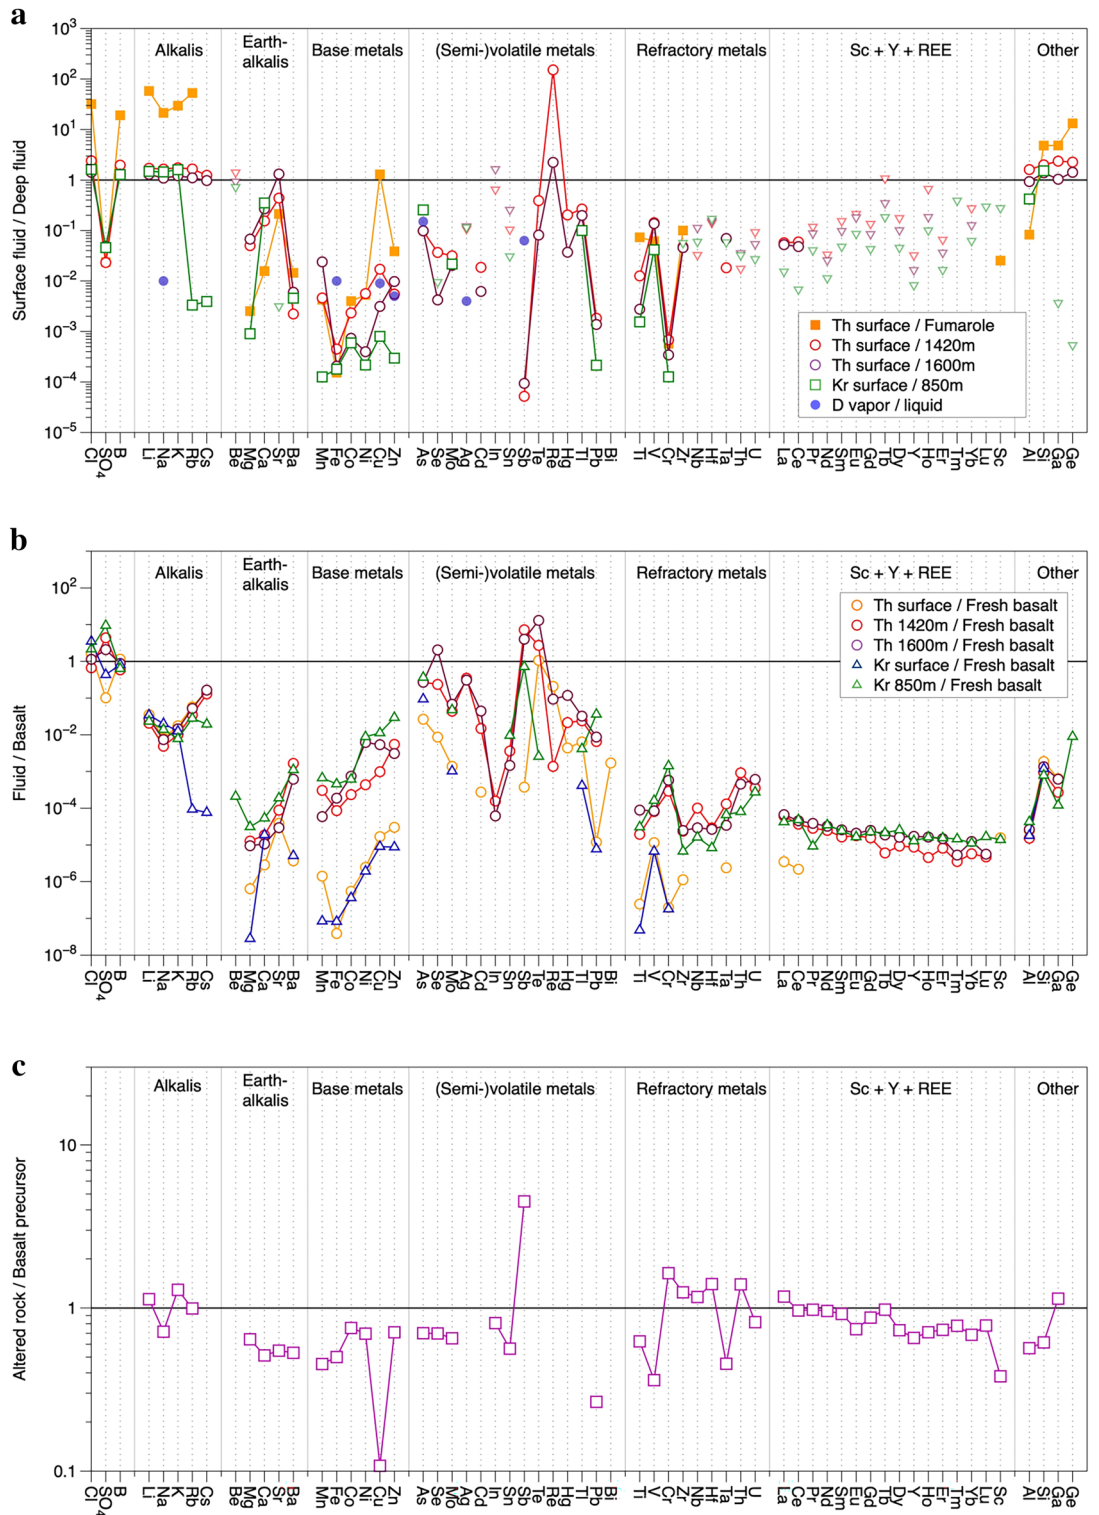 a
10³
10²
10¹
1
10⁻¹
10⁻²
10⁻³
10⁻⁴
10⁻⁵
Surface fluid / Deep fluid
Alkalis
Earth-
alkalis
Base metals
(Semi-)volatile metals
Refractory metals
Sc + Y + REE
Other
Th surface / Fumarole
Th surface / 1420m
Th surface / 1600m
Kr surface / 850m
D vapor / liquid
Cl SO₄ B Li Na K Rb Cs Be Mg Ca Sr Ba Mn Fe Co Ni Cu Zn As Se Mo Ag Cd In Sn Sb Te Re Hg Tl Pb Bi Ti V Cr Zr Nb Hf Ta Th U La Ce Pr Nd Sm Eu Gd Tb Dy Y Ho Er Tm Yb Lu Sc Al Si Ga Ge
b
10²
1
10⁻²
10⁻⁴
10⁻⁶
10⁻⁸
Fluid / Basalt
Alkalis
Earth-
alkalis
Base metals
(Semi-)volatile metals
Refractory metals
Sc + Y + REE
Other
Th surface / Fresh basalt
Th 1420m / Fresh basalt
Th 1600m / Fresh basalt
Kr surface / Fresh basalt
Kr 850m / Fresh basalt
Cl SO₄ B Li Na K Rb Cs Be Mg Ca Sr Ba Mn Fe Co Ni Cu Zn As Se Mo Ag Cd In Sn Sb Te Re Hg Tl Pb Bi Ti V Cr Zr Nb Hf Ta Th U La Ce Pr Nd Sm Eu Gd Tb Dy Y Ho Er Tm Yb Lu Sc Al Si Ga Ge
c
10
1
0.1
Altered rock / Basalt precursor
Alkalis
Earth-
alkalis
Base metals
(Semi-)volatile metals
Refractory metals
Sc + Y + REE
Other
Cl SO₄ B Li Na K Rb Cs Be Mg Ca Sr Ba Mn Fe Co Ni Cu Zn As Se Mo Ag Cd In Sn Sb Te Re Hg Tl Pb Bi Ti V Cr Zr Nb Hf Ta Th U La Ce Pr Nd Sm Eu Gd Tb Dy Y Ho Er Tm Yb Lu Sc Al Si Ga Ge